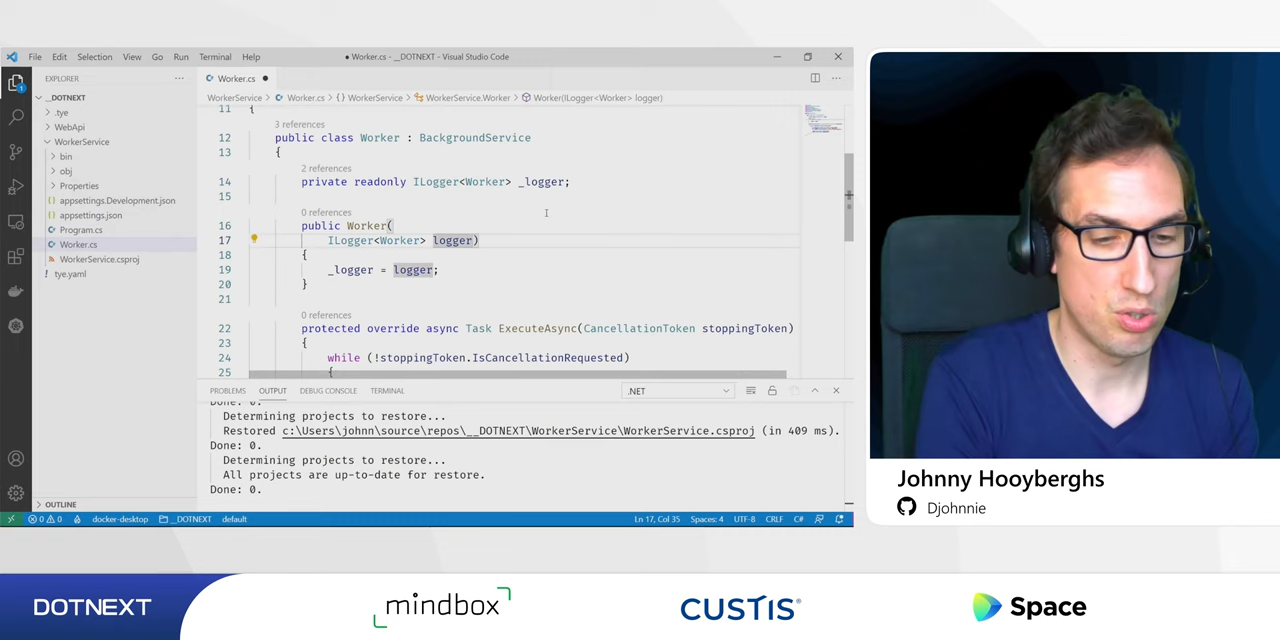 File Edit Selection View Go Run Terminal Help
● Worker.cs - __DOTNEXT - Visual Studio Code
EXPLORER
Worker.cs ●
__DOTNEXT
.tye
WebApi
WorkerService
bin
obj
Properties
appsettings.Development.json
appsettings.json
Program.cs
Worker.cs
WorkerService.csproj
tye.yaml
OUTLINE
WorkerService > Worker.cs > {} WorkerService > WorkerService.Worker > Worker(ILogger<Worker> logger)
11 {
3 references
12 public class Worker : BackgroundService
13 {
2 references
14 private readonly ILogger<Worker> _logger;
15
0 references
16 public Worker(
17 ILogger<Worker> logger)
18 {
19 _logger = logger;
20 }
21
0 references
22 protected override async Task ExecuteAsync(CancellationToken stoppingToken)
23 {
24 while (!stoppingToken.IsCancellationRequested)
25 {
PROBLEMS OUTPUT DEBUG CONSOLE TERMINAL .NET
Done: 0.
Determining projects to restore...
Restored c:\Users\johnn\source\repos\__DOTNEXT\WorkerService\WorkerService.csproj (in 409 ms).
Done: 0.
Determining projects to restore...
All projects are up-to-date for restore.
Done: 0.
0 0 docker-desktop __DOTNEXT default Ln 17, Col 35 Spaces: 4 UTF-8 CRLF C#
Johnny Hooyberghs
Djohnnie
DOTNEXT
mindbox
CUSTIS
Space